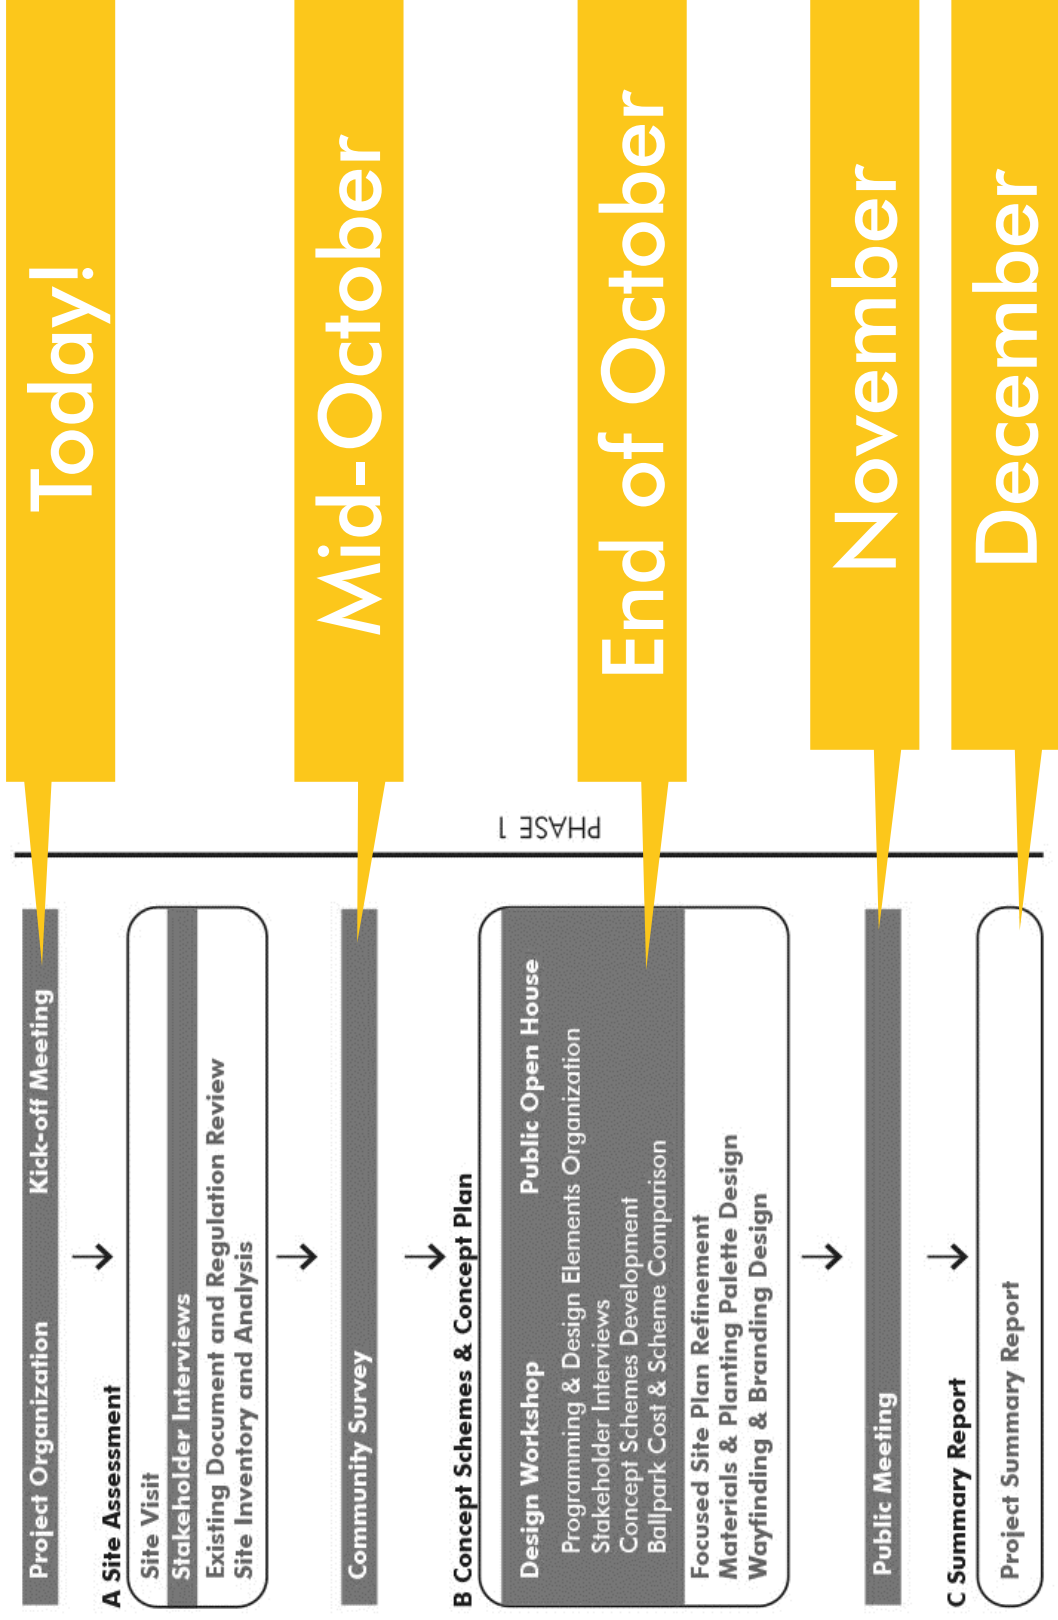 Project Organization Kick-off Meeting
Today!
A Site Assessment
Site Visit
Stakeholder Interviews
Existing Document and Regulation Review
Site Inventory and Analysis
Community Survey
Mid-October
PHASE 1
B Concept Schemes & Concept Plan
Design Workshop Public Open House
Programming & Design Elements Organization
Stakeholder Interviews
Concept Schemes Development
Ballpark Cost & Scheme Comparison
End of October
Focused Site Plan Refinement
Materials & Planting Palette Design
Wayfinding & Branding Design
Public Meeting
November
C Summary Report
Project Summary Report
December